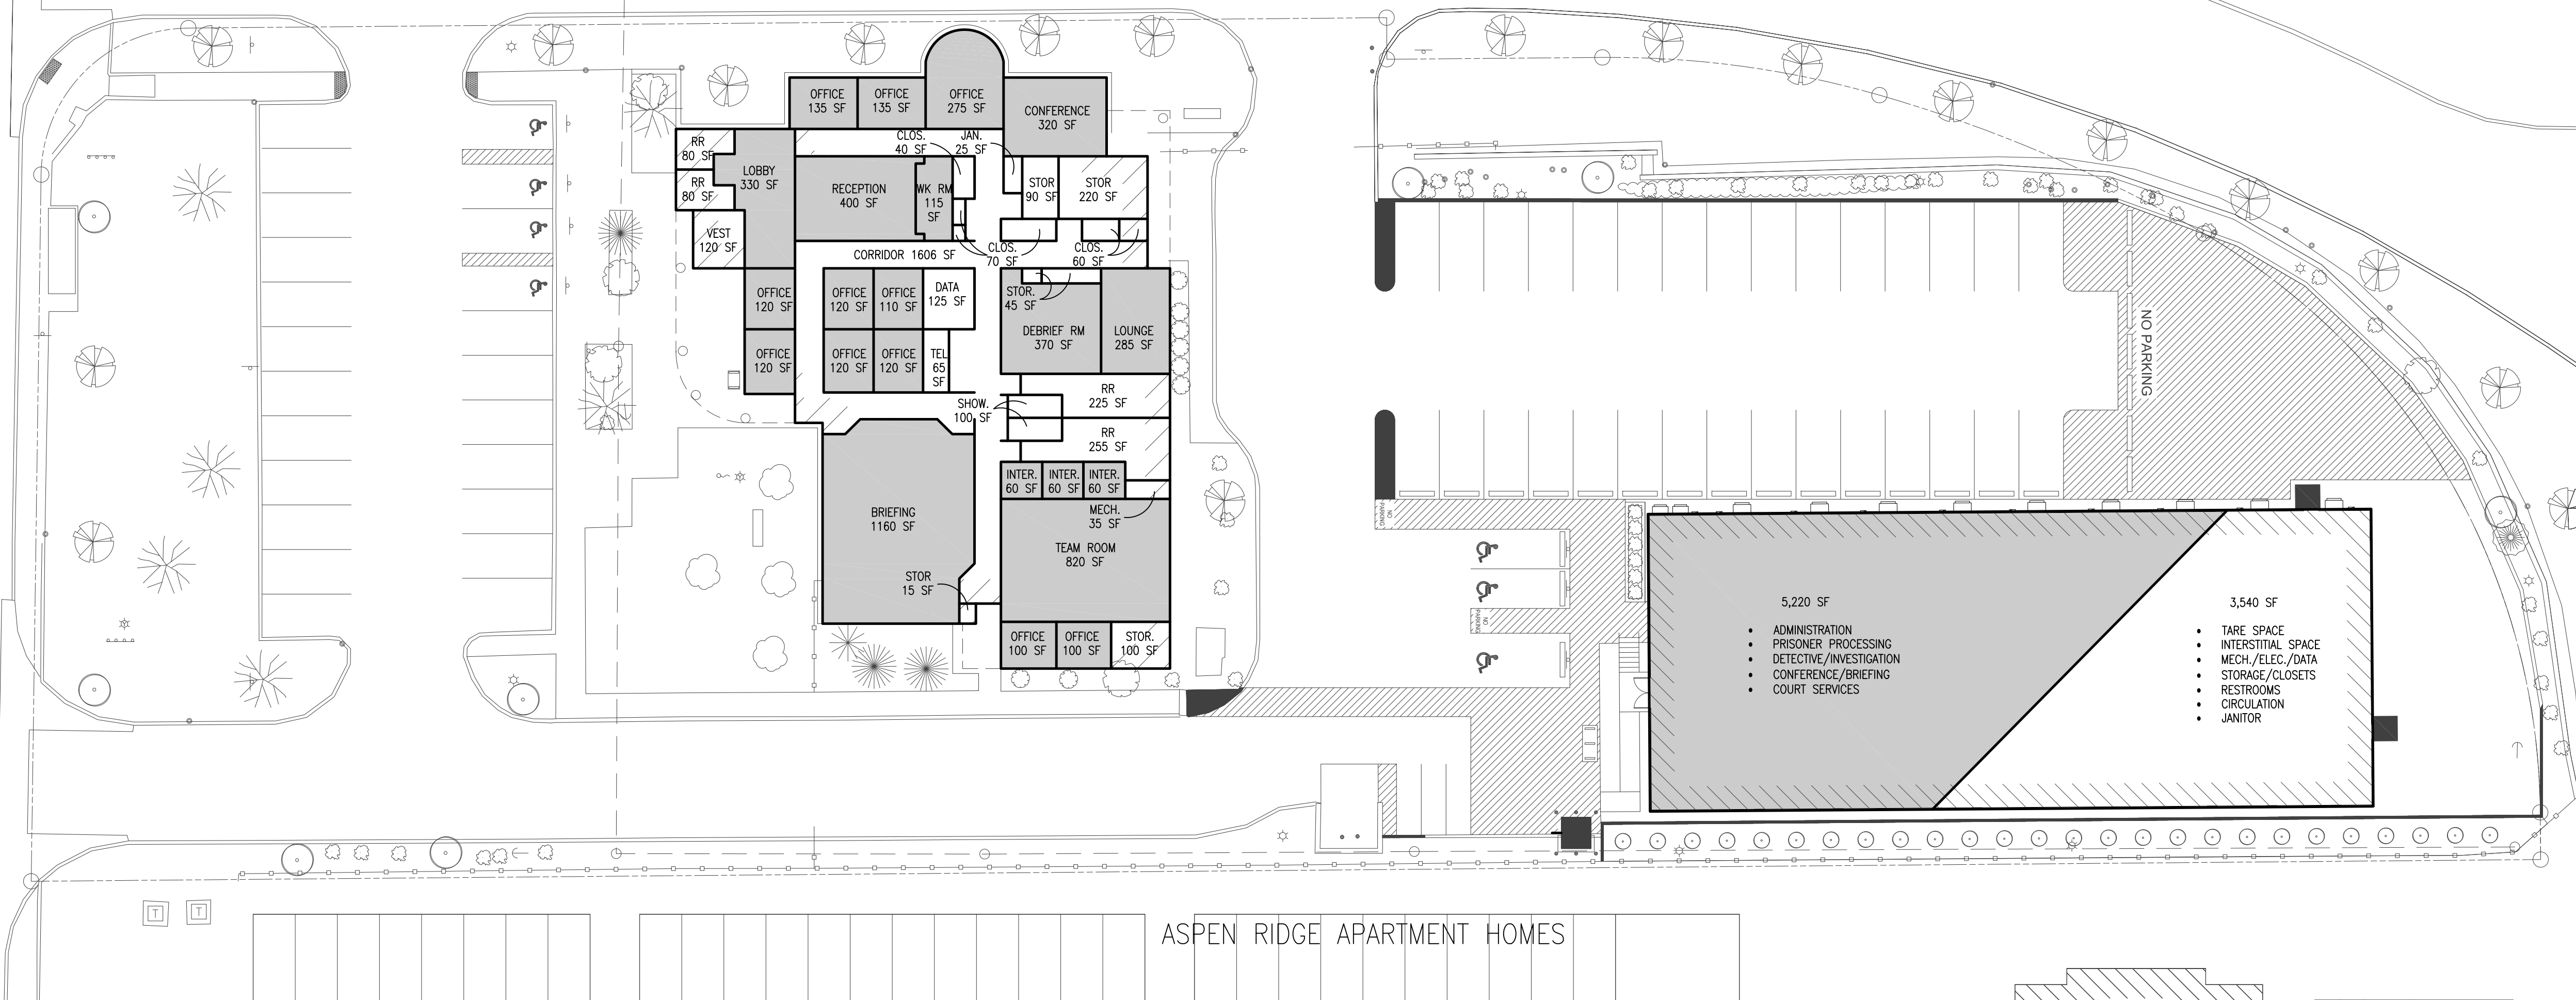 OFFICE
135 SF
OFFICE
135 SF
OFFICE
275 SF
CONFERENCE
320 SF
RR
80 SF
CLOS.
40 SF
JAN.
25 SF
LOBBY
330 SF
RR
80 SF
RECEPTION
400 SF
WK RM
115
SF
STOR
90 SF
STOR
220 SF
VEST
120 SF
CORRIDOR 1606 SF
CLOS.
70 SF
CLOS.
60 SF
OFFICE
120 SF
OFFICE
120 SF
OFFICE
110 SF
DATA
125 SF
STOR.
45 SF
DEBRIEF RM
370 SF
LOUNGE
285 SF
OFFICE
120 SF
OFFICE
120 SF
OFFICE
120 SF
TEL
65
SF
RR
225 SF
SHOW.
100 SF
RR
255 SF
INTER.
60 SF
INTER.
60 SF
INTER.
60 SF
MECH.
35 SF
BRIEFING
1160 SF
TEAM ROOM
820 SF
STOR
15 SF
OFFICE
100 SF
OFFICE
100 SF
STOR.
100 SF
NO PARKING
NO
PARKING
NO
PARKING
5,220 SF
• ADMINISTRATION
• PRISONER PROCESSING
• DETECTIVE/INVESTIGATION
• CONFERENCE/BRIEFING
• COURT SERVICES
3,540 SF
• TARE SPACE
• INTERSTITIAL SPACE
• MECH./ELEC./DATA
• STORAGE/CLOSETS
• RESTROOMS
• CIRCULATION
• JANITOR
T
T
ASPEN RIDGE APARTMENT HOMES